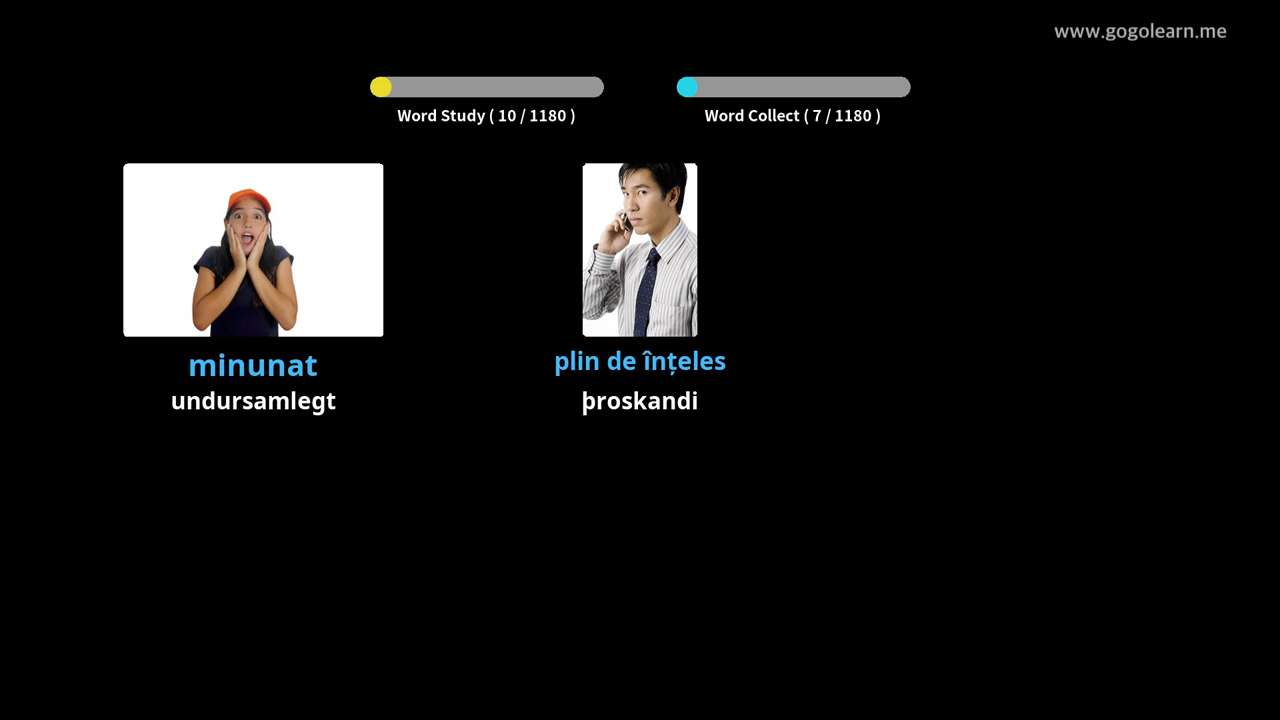 www.gogolearn.me
Word Study ( 10 / 1180 )
Word Collect ( 7 / 1180 )
minunat
undursamlegt
plin de înțeles
þroskandi